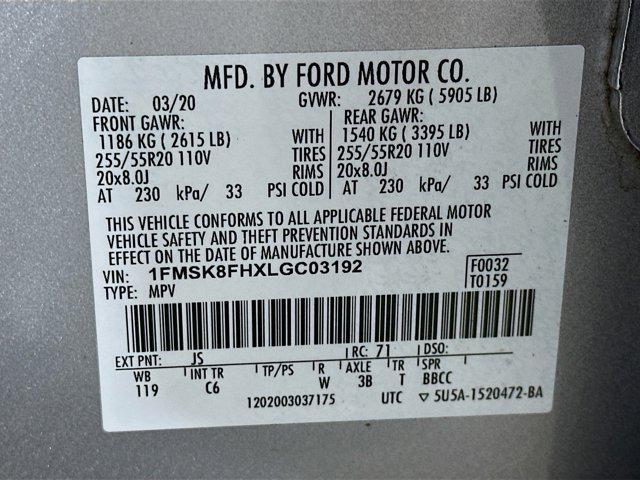 MFD. BY FORD MOTOR CO.
DATE: 03/20 GVWR: 2679 KG ( 5905 LB)
FRONT GAWR: REAR GAWR:
1186 KG ( 2615 LB) WITH 1540 KG ( 3395 LB) WITH
255/55R20 110V TIRES 255/55R20 110V TIRES
20x8.0J RIMS 20x8.0J RIMS
AT 230 kPa/ 33 PSI COLD AT 230 kPa/ 33 PSI COLD
THIS VEHICLE CONFORMS TO ALL APPLICABLE FEDERAL MOTOR
VEHICLE SAFETY AND THEFT PREVENTION STANDARDS IN
EFFECT ON THE DATE OF MANUFACTURE SHOWN ABOVE.
VIN: 1FMSK8FHXLGC03192 F0032
TYPE: MPV T0159
EXT PNT: JS RC: 71 DSO:
WB INT TR TP/PS R AXLE TR SPR
119 C6 W 3B T BBCC
1202003037175 UTC ▽ 5U5A-1520472-BA